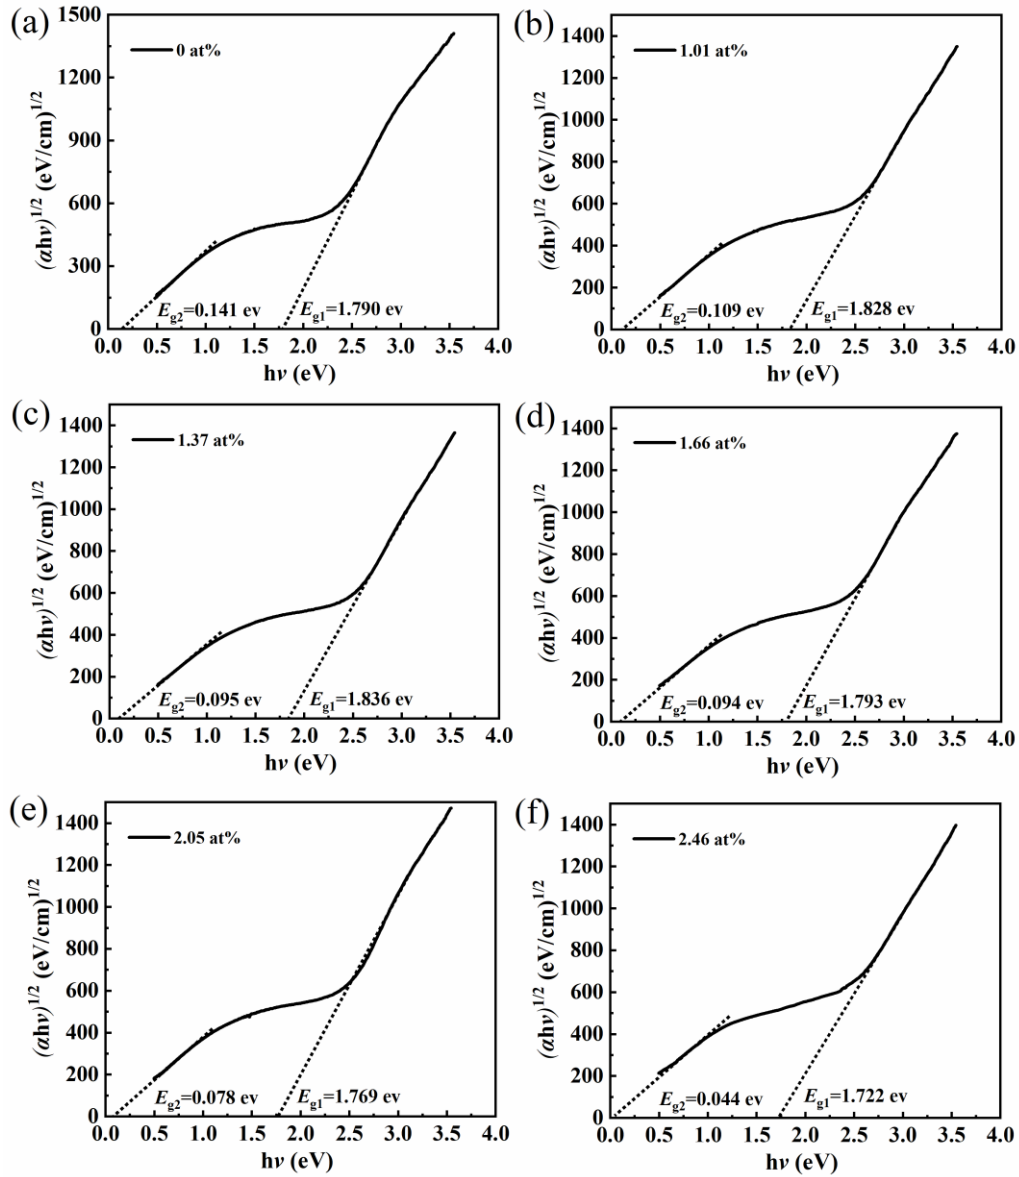 (a)
1500
1200
900
600
300
0
0 at%
(αhν)1/2 (eV/cm)1/2
Eg2=0.141 ev
Eg1=1.790 ev
0.0 0.5 1.0 1.5 2.0 2.5 3.0 3.5 4.0
hν (eV)
(b)
1400
1200
1000
800
600
400
200
0
1.01 at%
(αhν)1/2 (eV/cm)1/2
Eg2=0.109 ev
Eg1=1.828 ev
0.0 0.5 1.0 1.5 2.0 2.5 3.0 3.5 4.0
hν (eV)
(c)
1400
1200
1000
800
600
400
200
0
1.37 at%
(αhν)1/2 (eV/cm)1/2
Eg2=0.095 ev
Eg1=1.836 ev
0.0 0.5 1.0 1.5 2.0 2.5 3.0 3.5 4.0
hν (eV)
(d)
1400
1200
1000
800
600
400
200
0
1.66 at%
(αhν)1/2 (eV/cm)1/2
Eg2=0.094 ev
Eg1=1.793 ev
0.0 0.5 1.0 1.5 2.0 2.5 3.0 3.5 4.0
hν (eV)
(e)
1400
1200
1000
800
600
400
200
0
2.05 at%
(αhν)1/2 (eV/cm)1/2
Eg2=0.078 ev
Eg1=1.769 ev
0.0 0.5 1.0 1.5 2.0 2.5 3.0 3.5 4.0
hν (eV)
(f)
1400
1200
1000
800
600
400
200
0
2.46 at%
(αhν)1/2 (eV/cm)1/2
Eg2=0.044 ev
Eg1=1.722 ev
0.0 0.5 1.0 1.5 2.0 2.5 3.0 3.5 4.0
hν (eV)